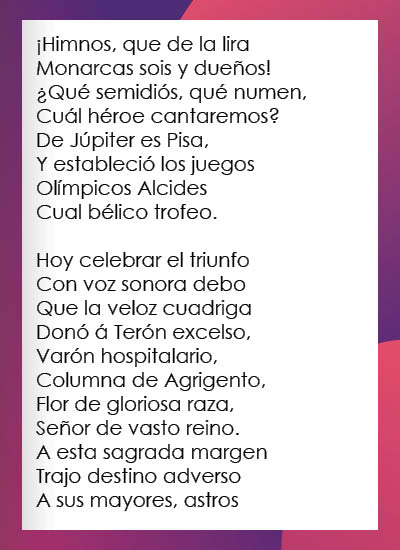 ¡Himnos, que de la lira
Monarcas sois y dueños!
¿Qué semidiós, qué numen,
Cuál héroe cantaremos?
De Júpiter es Pisa,
Y estableció los juegos
Olímpicos Alcides
Cual bélico trofeo.

Hoy celebrar el triunfo
Con voz sonora debo
Que la veloz cuadriga
Donó á Terón excelso,
Varón hospitalario,
Columna de Agrigento,
Flor de gloriosa raza,
Señor de vasto reino.
A esta sagrada margen
Trajo destino adverso
A sus mayores, astros